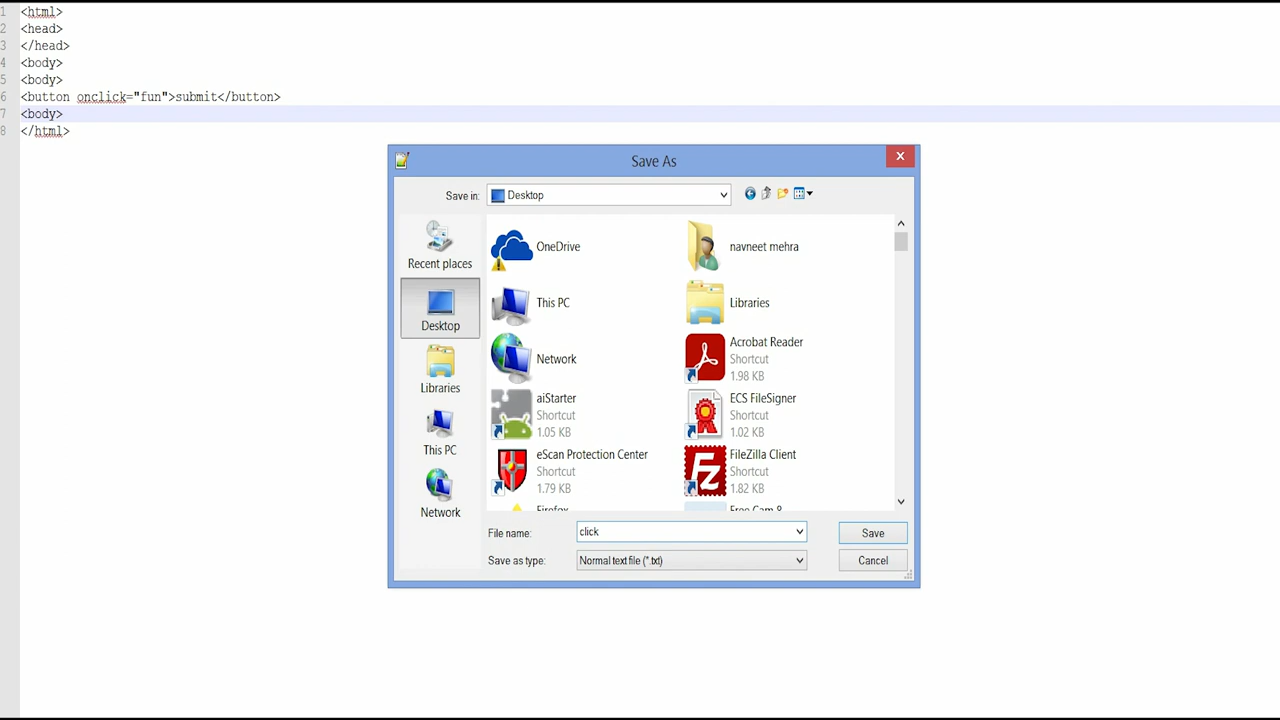 1 <html>
2 <head>
3 </head>
4 <body>
5 <body>
6 <button onclick="fun">submit</button>
7 <body>
8 </html>
Save As
Save in: Desktop
Recent places
Desktop
Libraries
This PC
Network
OneDrive
navneet mehra
This PC
Libraries
Network
Acrobat Reader
Shortcut
1.98 KB
aiStarter
Shortcut
1.05 KB
ECS FileSigner
Shortcut
1.02 KB
eScan Protection Center
Shortcut
1.79 KB
FileZilla Client
Shortcut
1.82 KB
Firefox
Free Cam 8
File name: click
Save
Save as type: Normal text file (*.txt)
Cancel